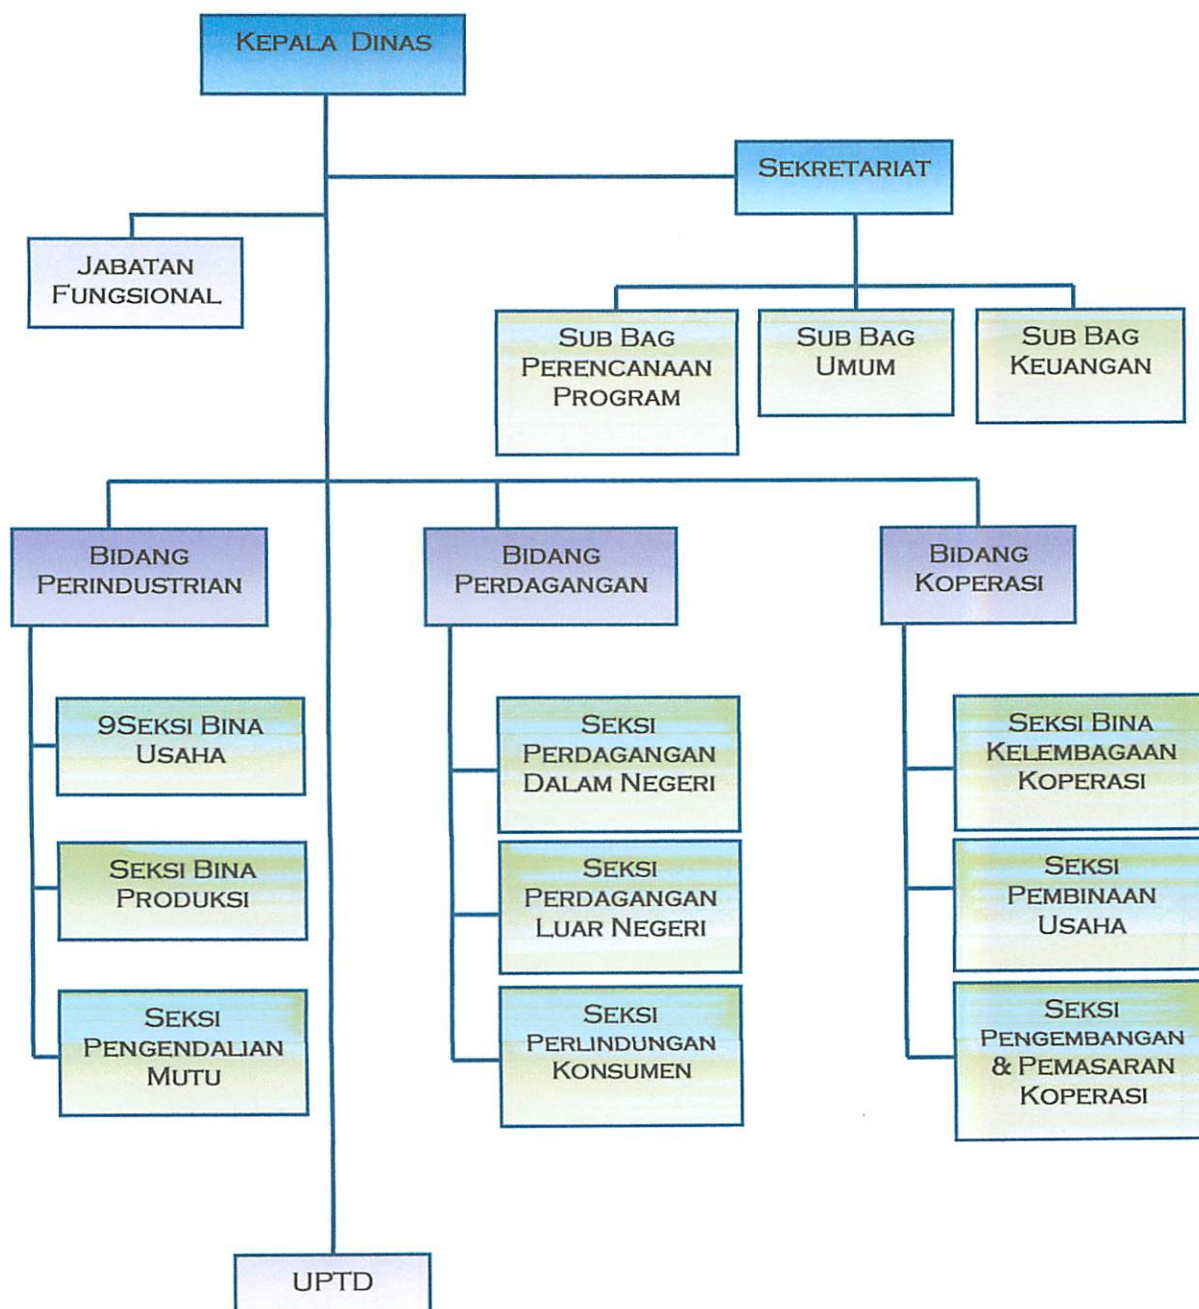 KEPALA DINAS
SEKRETARIAT
JABATAN
FUNGSIONAL
SUB BAG
PERENCANAAN
PROGRAM
SUB BAG
UMUM
SUB BAG
KEUANGAN
BIDANG
PERINDUSTRIAN
BIDANG
PERDAGANGAN
BIDANG
KOPERASI
9SEKSI BINA
USAHA
SEKSI BINA
PRODUKSI
SEKSI
PENGENDALIAN
MUTU
SEKSI
PERDAGANGAN
DALAM NEGERI
SEKSI
PERDAGANGAN
LUAR NEGERI
SEKSI
PERLINDUNGAN
KONSUMEN
SEKSI BINA
KELEMBAGAAN
KOPERASI
SEKSI
PEMBINAAN
USAHA
SEKSI
PENGEMBANGAN
& PEMASARAN
KOPERASI
UPTD